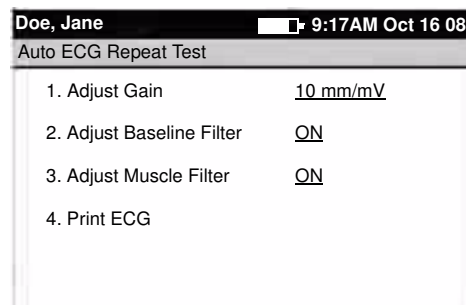 Doe, Jane 9:17AM Oct 16 08
Auto ECG Repeat Test
1. Adjust Gain 10 mm/mV
2. Adjust Baseline Filter ON
3. Adjust Muscle Filter ON
4. Print ECG